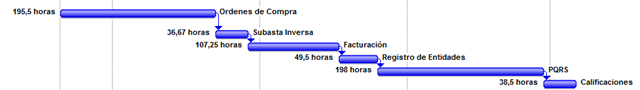 195,5 horas Ordenes de Compra
36,67 horas Subasta Inversa
107,25 horas Facturación
49,5 horas Registro de Entidades
198 horas PQRS
38,5 horas Calificaciones